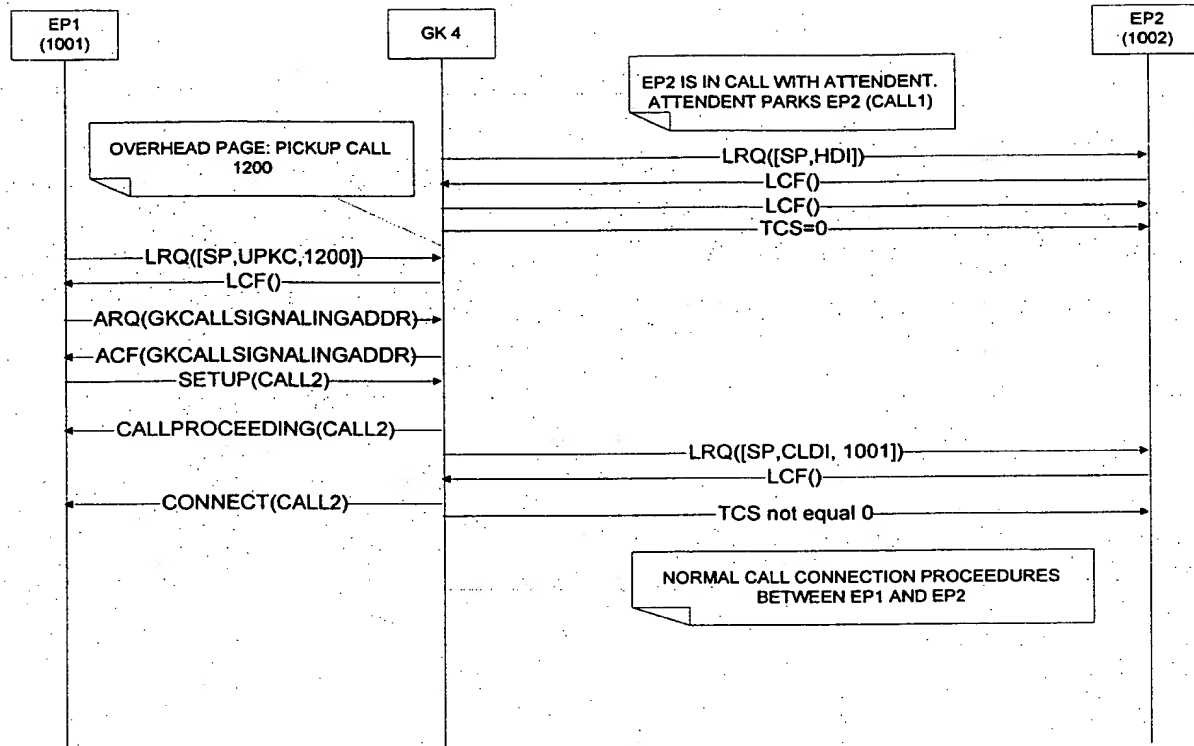 EP1
(1001)
GK 4
EP2
(1002)
EP2 IS IN CALL WITH ATTENDENT.
ATTENDENT PARKS EP2 (CALL1)
OVERHEAD PAGE: PICKUP CALL
1200
LRQ([SP,HDI])
LCF()
LCF()
TCS=0
LRQ([SP,UPKC,1200])
LCF()
ARQ(GKCALLSIGNALINGADDR)
ACF(GKCALLSIGNALINGADDR)
SETUP(CALL2)
CALLPROCEEDING(CALL2)
LRQ([SP,CLDI, 1001])
LCF()
CONNECT(CALL2)
TCS not equal 0
NORMAL CALL CONNECTION PROCEEDURES
BETWEEN EP1 AND EP2